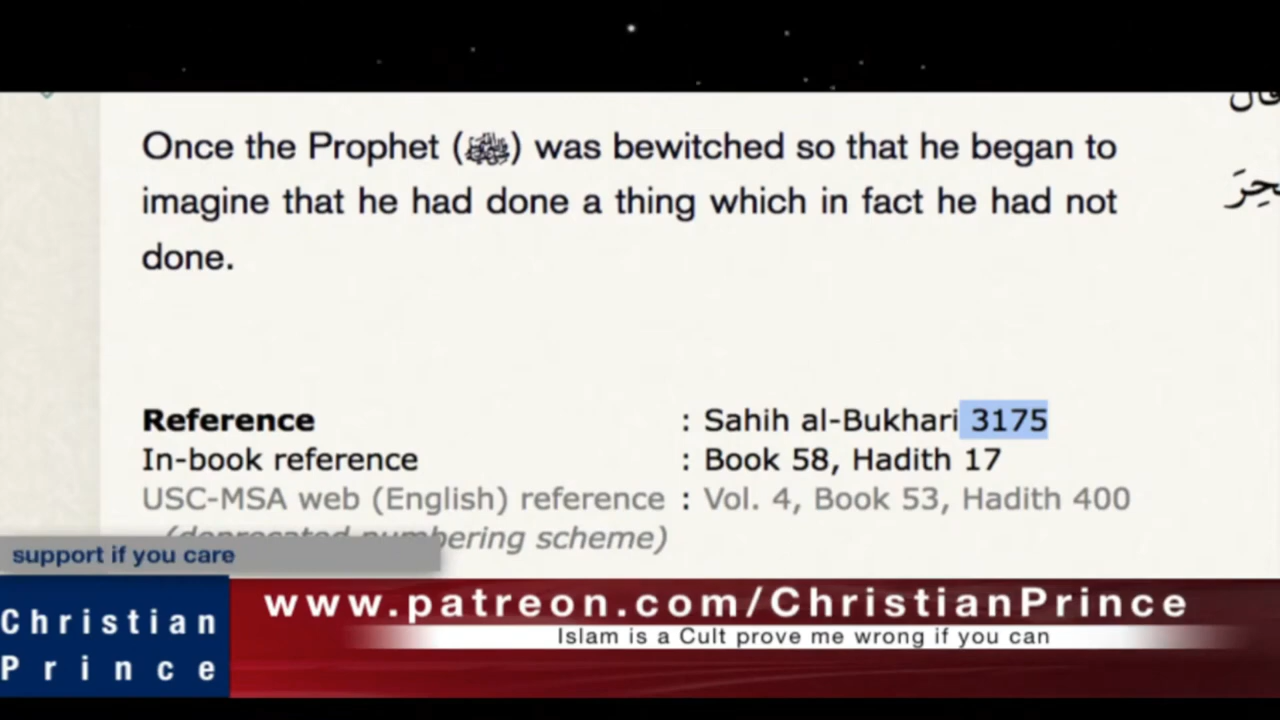 Once the Prophet (ﷺ) was bewitched so that he began to
imagine that he had done a thing which in fact he had not
done.
Reference : Sahih al-Bukhari 3175
In-book reference : Book 58, Hadith 17
USC-MSA web (English) reference : Vol. 4, Book 53, Hadith 400
(deprecated numbering scheme)
support if you care
Christian
Prince
www.patreon.com/ChristianPrince
Islam is a Cult prove me wrong if you can